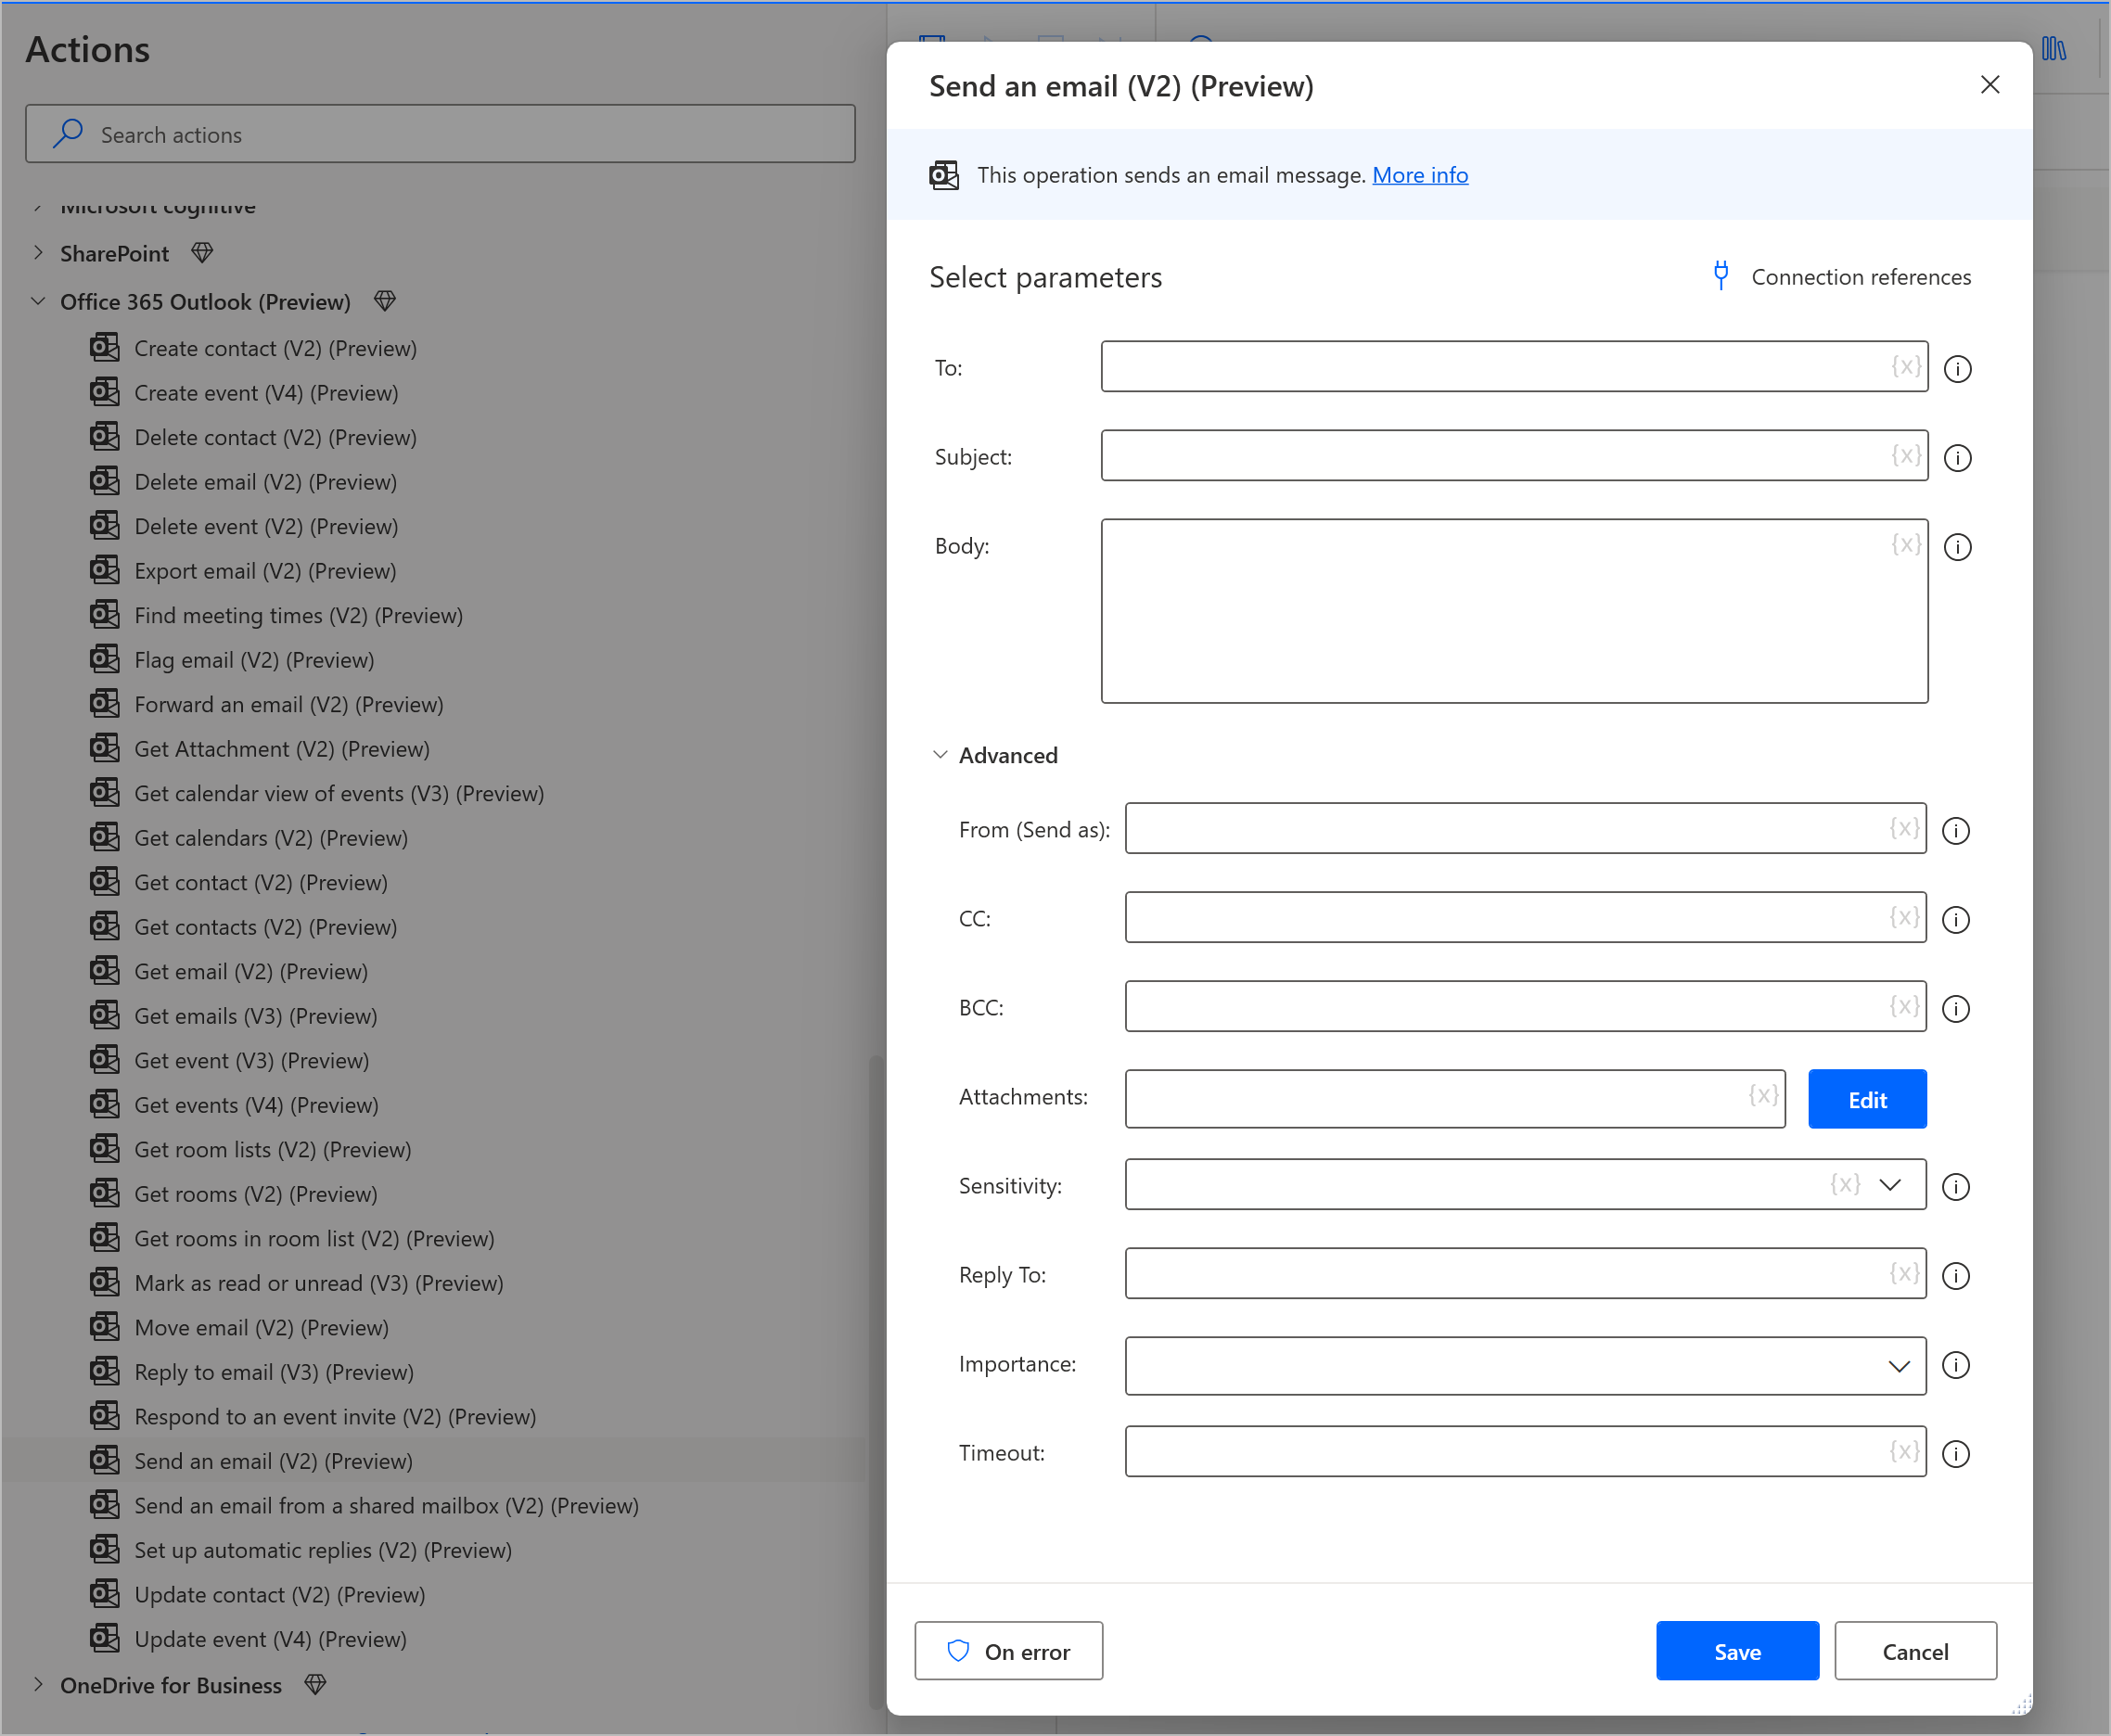 Actions
Search actions
Microsoft cognitive
SharePoint
Office 365 Outlook (Preview)
Create contact (V2) (Preview)
Create event (V4) (Preview)
Delete contact (V2) (Preview)
Delete email (V2) (Preview)
Delete event (V2) (Preview)
Export email (V2) (Preview)
Find meeting times (V2) (Preview)
Flag email (V2) (Preview)
Forward an email (V2) (Preview)
Get Attachment (V2) (Preview)
Get calendar view of events (V3) (Preview)
Get calendars (V2) (Preview)
Get contact (V2) (Preview)
Get contacts (V2) (Preview)
Get email (V2) (Preview)
Get emails (V3) (Preview)
Get event (V3) (Preview)
Get events (V4) (Preview)
Get room lists (V2) (Preview)
Get rooms (V2) (Preview)
Get rooms in room list (V2) (Preview)
Mark as read or unread (V3) (Preview)
Move email (V2) (Preview)
Reply to email (V3) (Preview)
Respond to an event invite (V2) (Preview)
Send an email (V2) (Preview)
Send an email from a shared mailbox (V2) (Preview)
Set up automatic replies (V2) (Preview)
Update contact (V2) (Preview)
Update event (V4) (Preview)
OneDrive for Business
Send an email (V2) (Preview)
This operation sends an email message. More info
Select parameters
Connection references
To: {x}
Subject: {x}
Body: {x}
Advanced
From (Send as): {x}
CC: {x}
BCC: {x}
Attachments: {x} Edit
Sensitivity: {x}
Reply To: {x}
Importance:
Timeout: {x}
On error
Save
Cancel